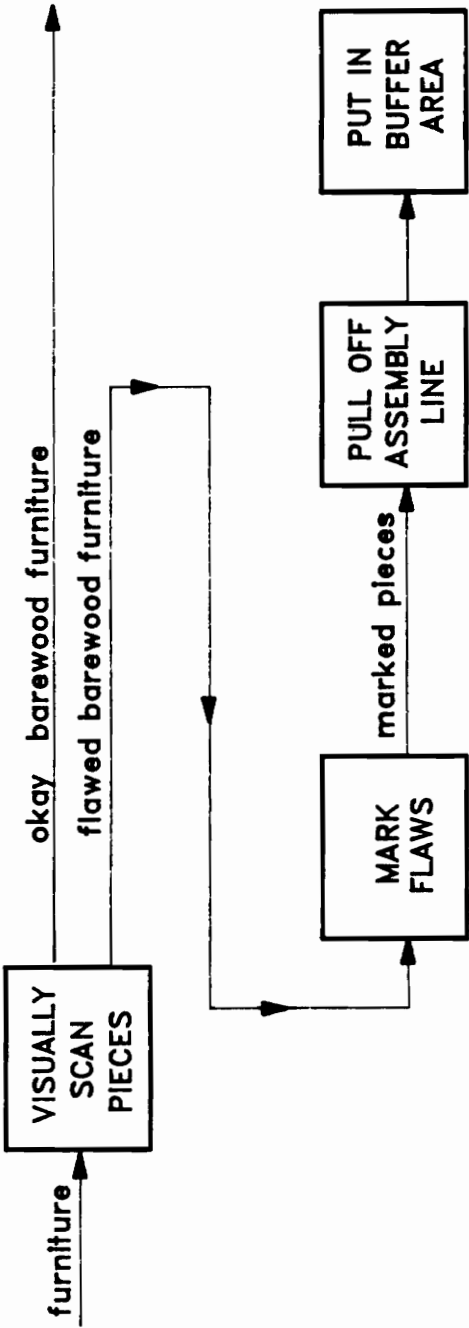 furniture
VISUALLY
SCAN
PIECES
okay barewood furniture
flawed barewood furniture
MARK
FLAWS
marked pieces
PULL OFF
ASSEMBLY
LINE
PUT IN
BUFFER
AREA